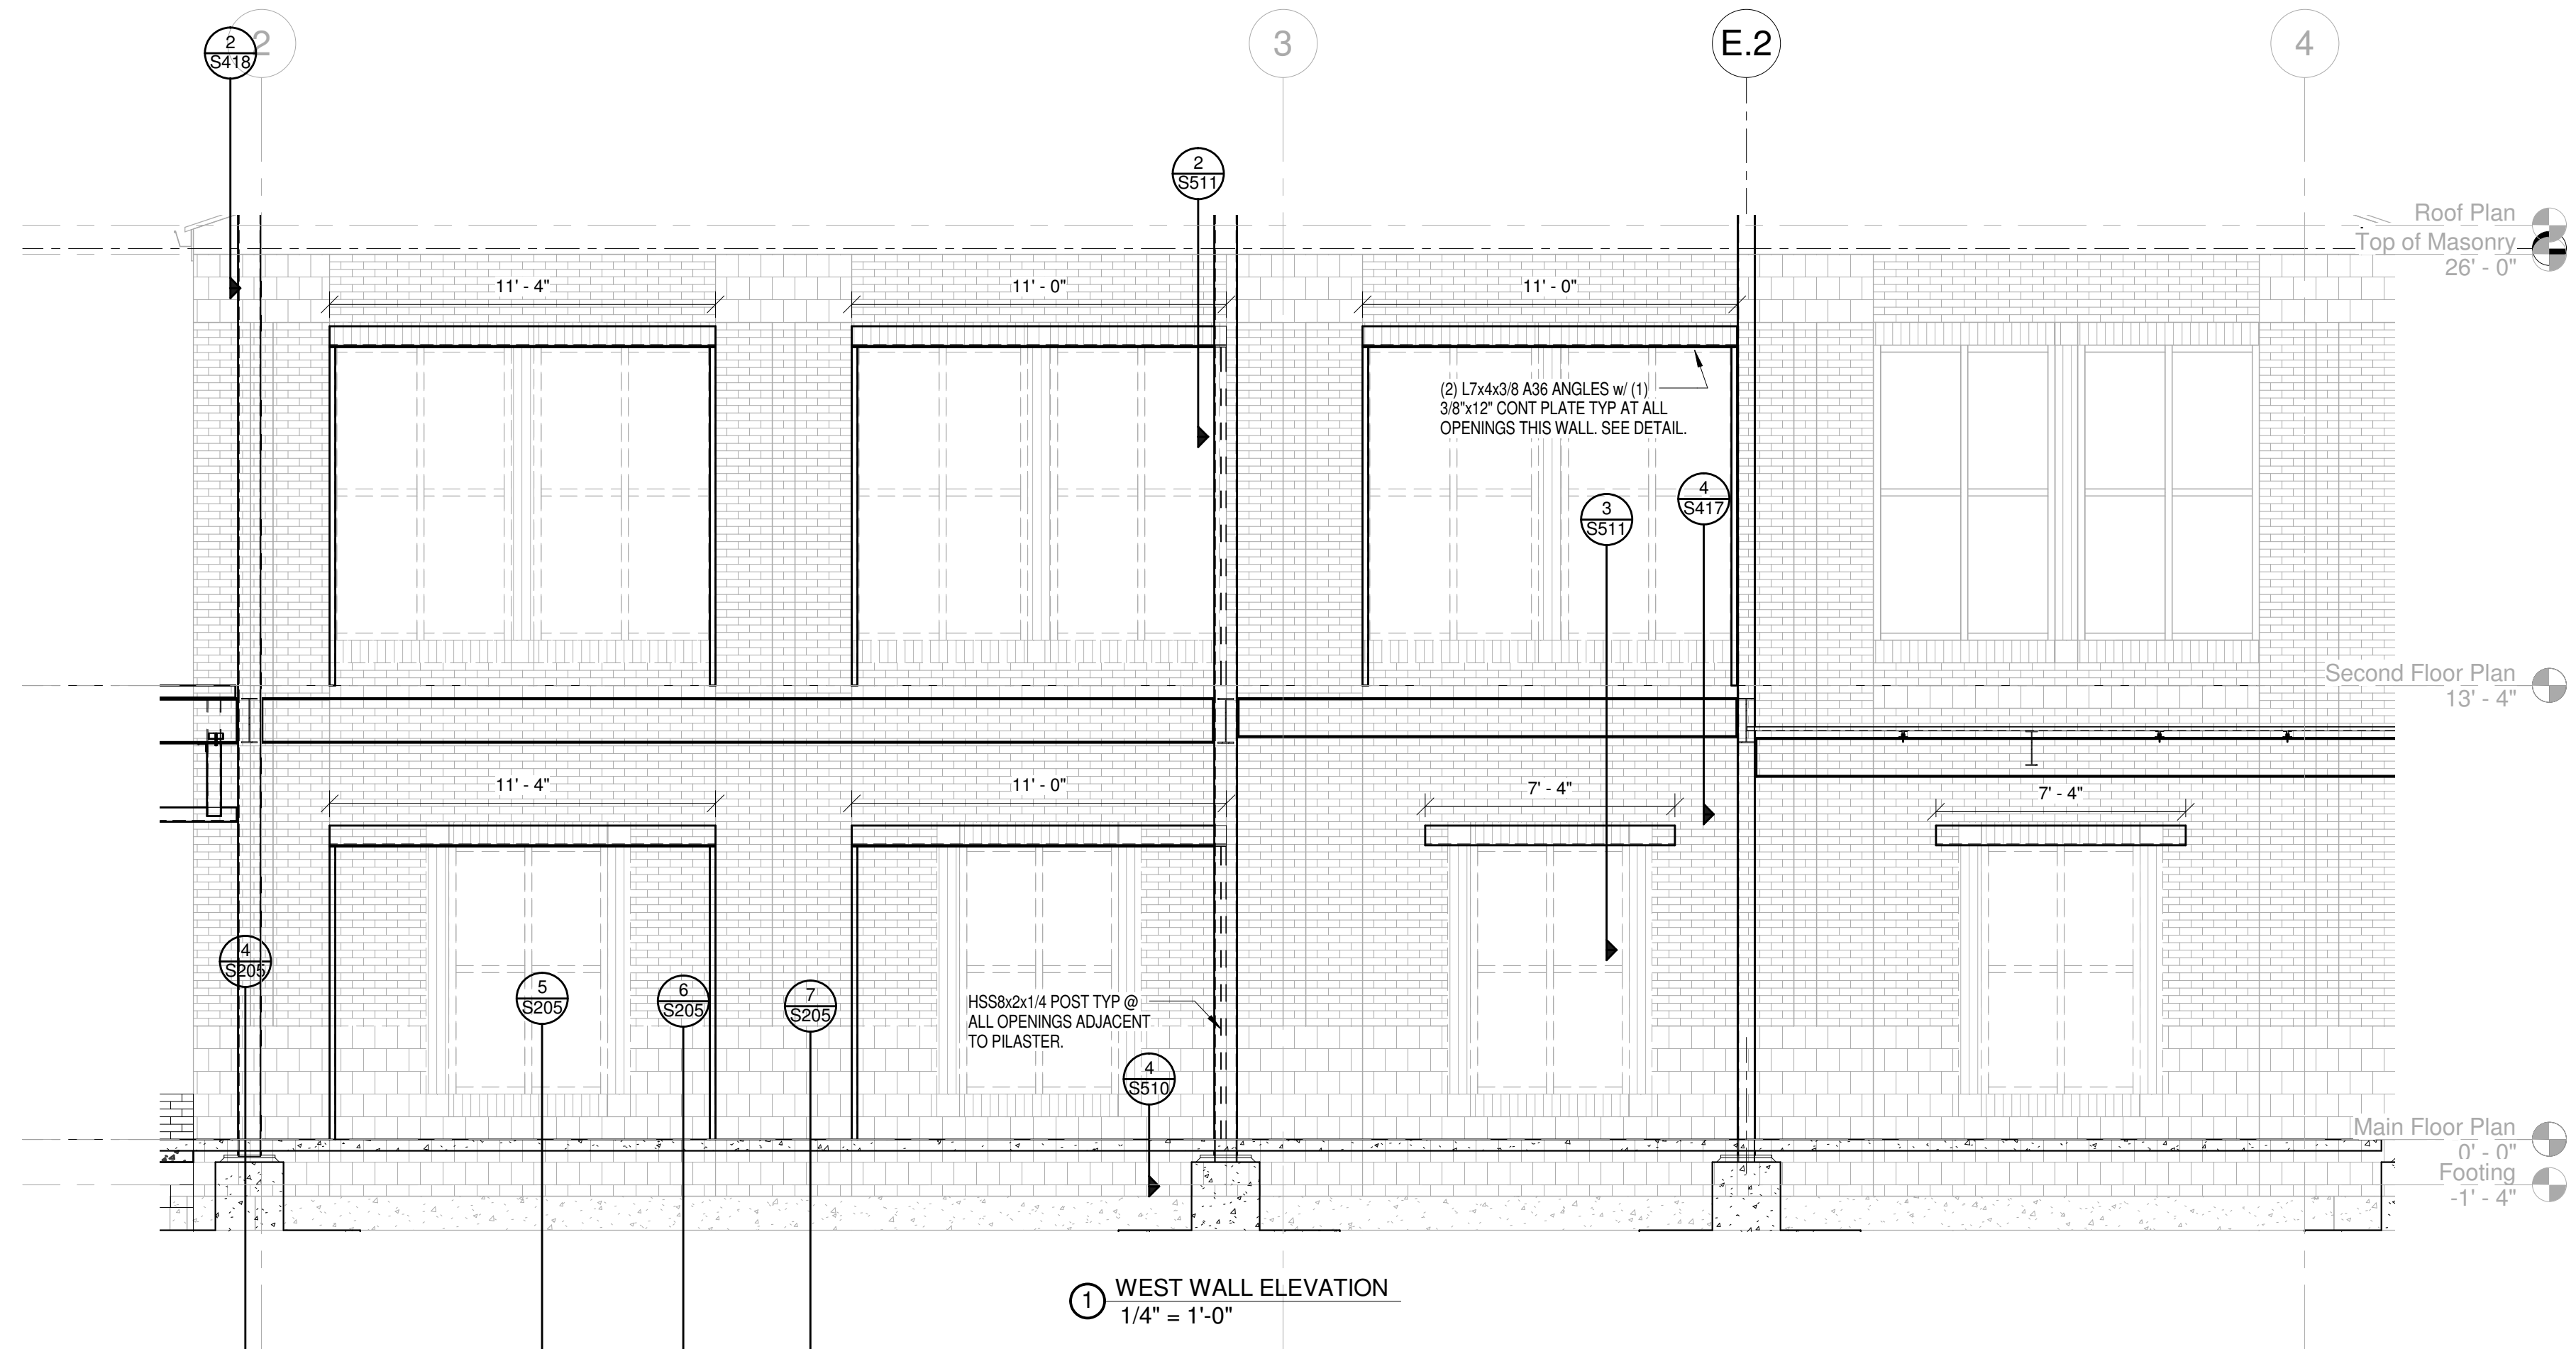 2
S418
2
3
E.2
4
2
S511
Roof Plan
Top of Masonry
26' - 0"
11' - 4"
11' - 0"
11' - 0"
(2) L7x4x3/8 A36 ANGLES w/ (1)
3/8"x12" CONT PLATE TYP AT ALL
OPENINGS THIS WALL. SEE DETAIL.
4
S417
3
S511
Second Floor Plan
13' - 4"
11' - 4"
11' - 0"
7' - 4"
7' - 4"
4
S205
5
S205
6
S205
7
S205
HSS8x2x1/4 POST TYP @
ALL OPENINGS ADJACENT
TO PILASTER.
4
S510
Main Floor Plan
0' - 0"
Footing
-1' - 4"
1
WEST WALL ELEVATION
1/4" = 1'-0"